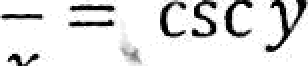 — = csc y